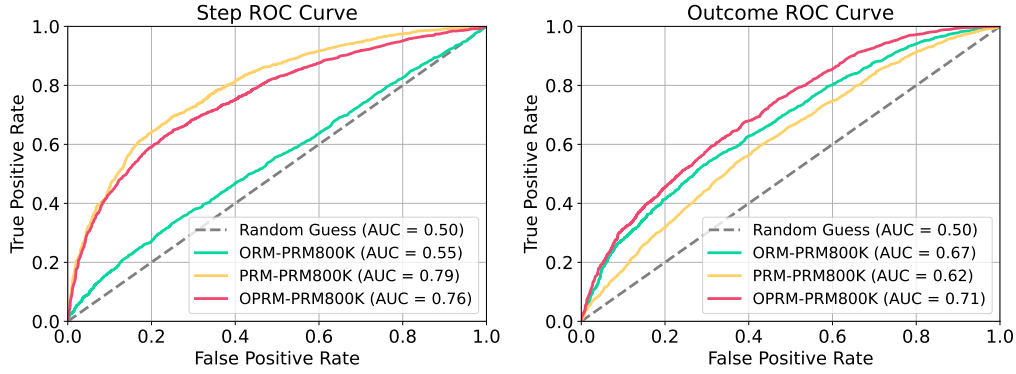 Step ROC Curve
True Positive Rate
1.0
0.8
0.6
0.4
0.2
0.0
0.0 0.2 0.4 0.6 0.8 1.0
False Positive Rate
Random Guess (AUC = 0.50)
ORM-PRM800K (AUC = 0.55)
PRM-PRM800K (AUC = 0.79)
OPRM-PRM800K (AUC = 0.76)
Outcome ROC Curve
True Positive Rate
1.0
0.8
0.6
0.4
0.2
0.0
0.0 0.2 0.4 0.6 0.8 1.0
False Positive Rate
Random Guess (AUC = 0.50)
ORM-PRM800K (AUC = 0.67)
PRM-PRM800K (AUC = 0.62)
OPRM-PRM800K (AUC = 0.71)